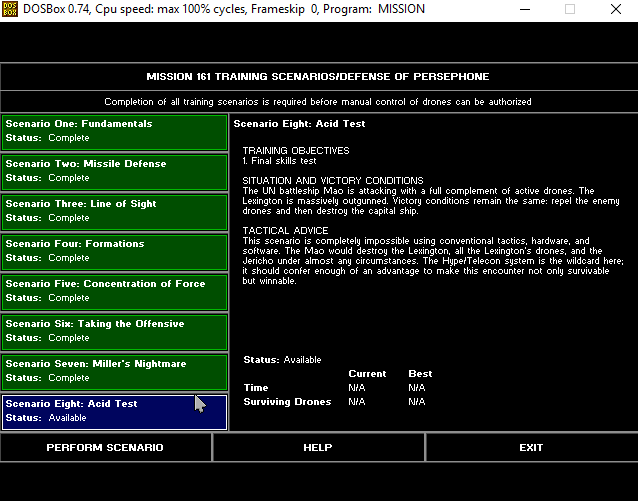 DOS
BOX
DOSBox 0.74, Cpu speed: max 100% cycles, Frameskip 0, Program: MISSION
MISSION 161 TRAINING SCENARIOS/DEFENSE OF PERSEPHONE
Completion of all training scenarios is required before manual control of drones can be authorized
Scenario One: Fundamentals
Status: Complete
Scenario Two: Missile Defense
Status: Complete
Scenario Three: Line of Sight
Status: Complete
Scenario Four: Formations
Status: Complete
Scenario Five: Concentration of Force
Status: Complete
Scenario Six: Taking the Offensive
Status: Complete
Scenario Seven: Miller's Nightmare
Status: Complete
Scenario Eight: Acid Test
Status: Available
Scenario Eight: Acid Test
TRAINING OBJECTIVES
1. Final skills test
SITUATION AND VICTORY CONDITIONS
The UN battleship Mao is attacking with a full complement of active drones. The
Lexington is massively outgunned. Victory conditions remain the same: repel the enemy
drones and then destroy the capital ship.
TACTICAL ADVICE
This scenario is completely impossible using conventional tactics, hardware, and
software. The Mao would destroy the Lexington, all the Lexington's drones, and the
Jericho under almost any circumstances. The Hype/Telecon system is the wildcard here;
it should confer enough of an advantage to make this encounter not only survivable
but winnable.
Status: Available
Current Best
Time N/A N/A
Surviving Drones N/A N/A
PERFORM SCENARIO HELP EXIT